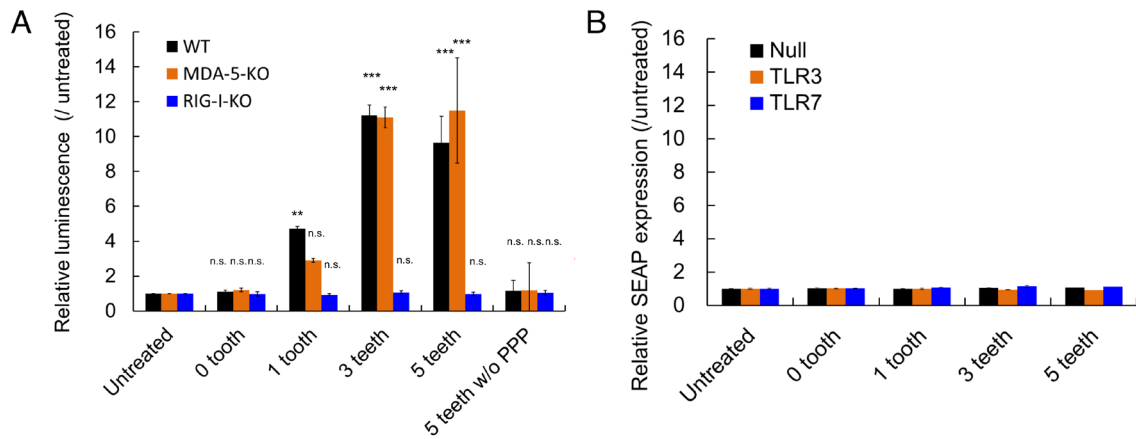 A
Relative luminescence (/ untreated)
16
14
12
10
8
6
4
2
0
WT
MDA-5-KO
RIG-I-KO
n.s. n.s.n.s.
**
n.s.
n.s.
***
***
n.s.
***
***
n.s.
n.s. n.s.n.s.
Untreated
0 tooth
1 tooth
3 teeth
5 teeth
5 teeth w/o PPP
B
Relative SEAP expression (/untreated)
16
14
12
10
8
6
4
2
0
Null
TLR3
TLR7
Untreated
0 tooth
1 tooth
3 teeth
5 teeth